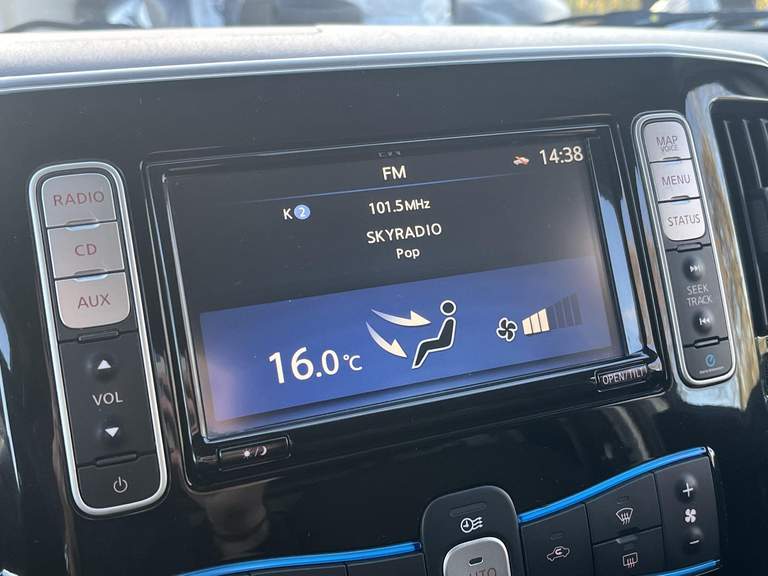 FM
14:38
K 2
101.5MHz
SKYRADIO
Pop
16.0°C
RADIO
CD
AUX
VOL
MAP
VOICE
MENU
STATUS
SEEK
TRACK
OPEN/TILT
AUTO